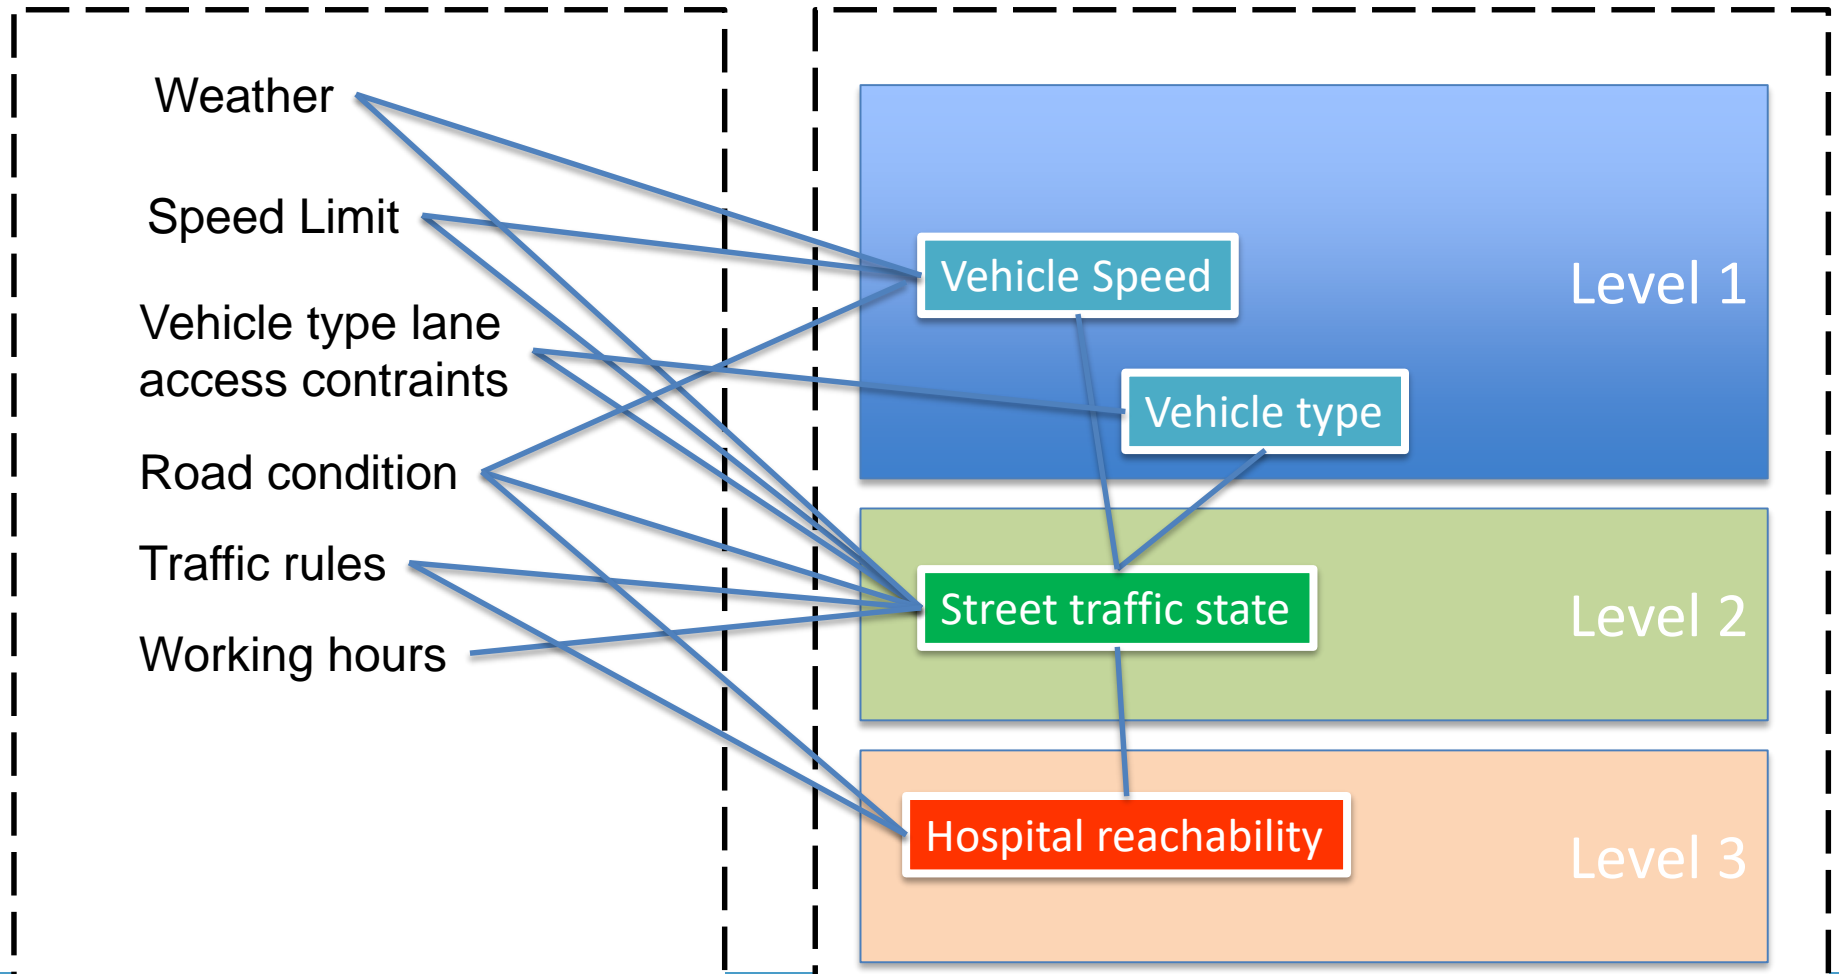 Weather
Speed Limit
Vehicle type lane
access contraints
Road condition
Traffic rules
Working hours
Vehicle Speed
Level 1
Vehicle type
Street traffic state
Level 2
Hospital reachability
Level 3